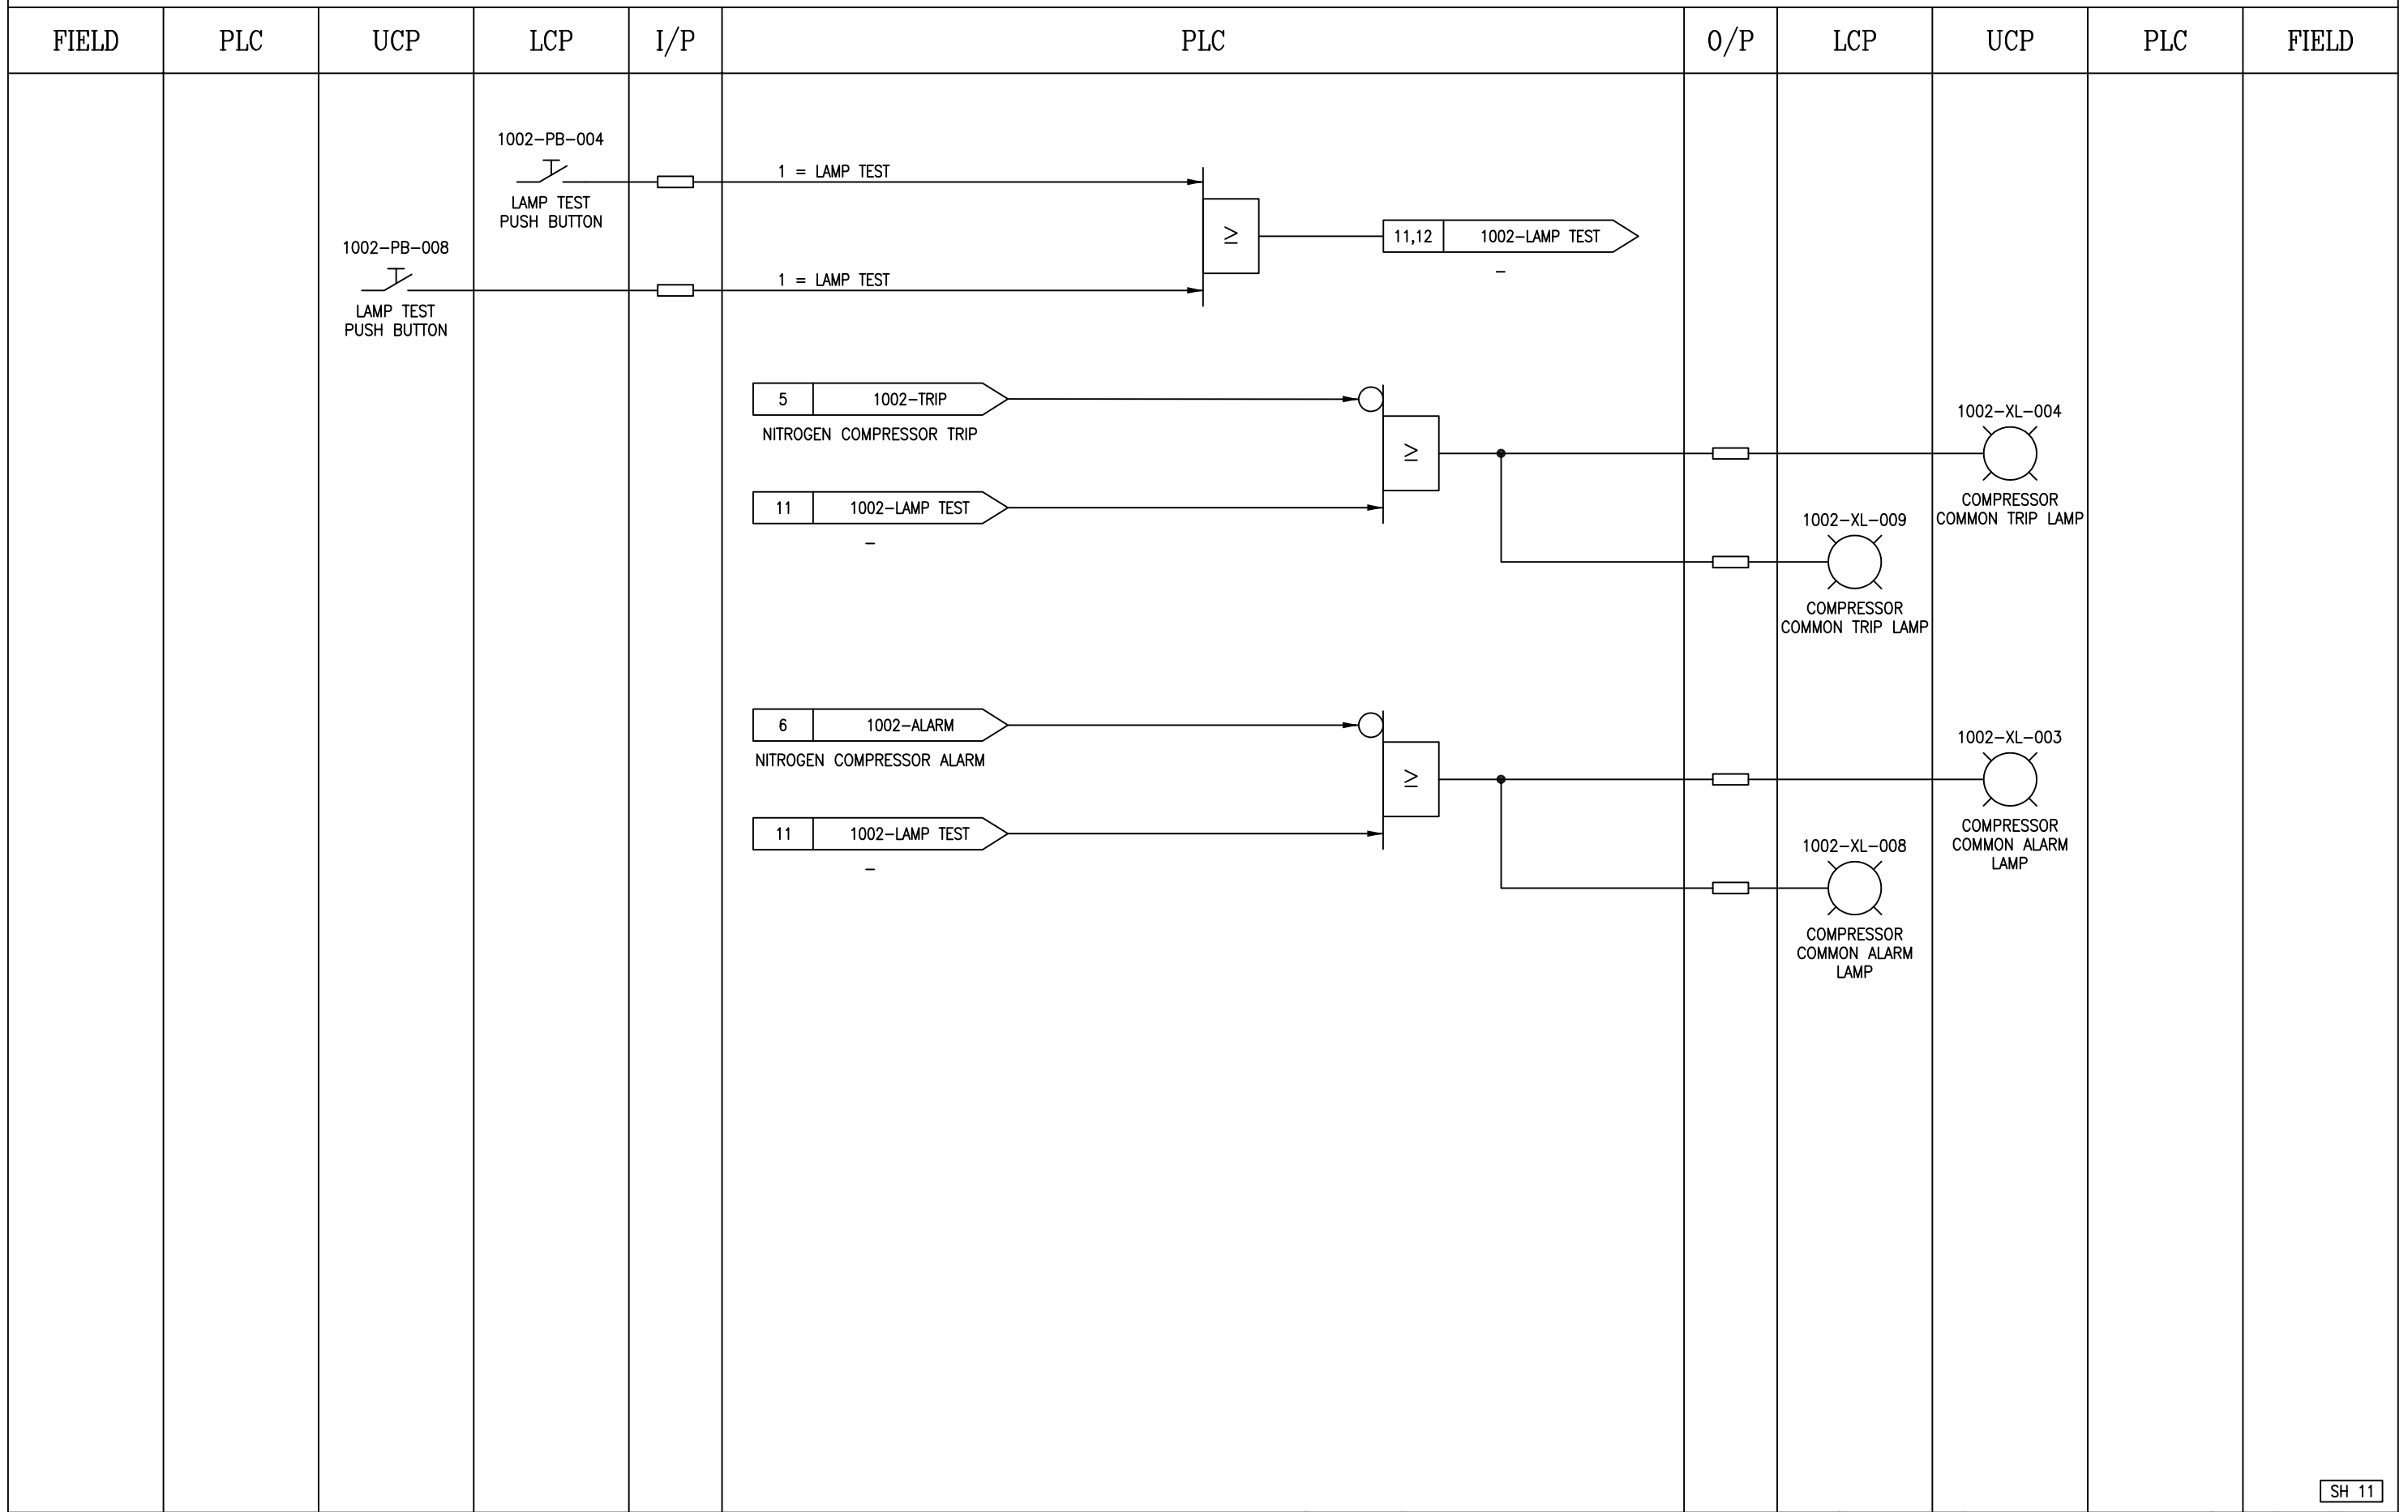 FIELD PLC UCP LCP I/P PLC O/P LCP UCP PLC FIELD
1002-PB-004
LAMP TEST
PUSH BUTTON
1 = LAMP TEST
≥
11,12 1002-LAMP TEST
-
1002-PB-008
LAMP TEST
PUSH BUTTON
1 = LAMP TEST
5 1002-TRIP
NITROGEN COMPRESSOR TRIP
≥
11 1002-LAMP TEST
-
1002-XL-004
COMPRESSOR
COMMON TRIP LAMP
1002-XL-009
COMPRESSOR
COMMON TRIP LAMP
6 1002-ALARM
NITROGEN COMPRESSOR ALARM
≥
11 1002-LAMP TEST
-
1002-XL-003
COMPRESSOR
COMMON ALARM
LAMP
1002-XL-008
COMPRESSOR
COMMON ALARM
LAMP
SH 11